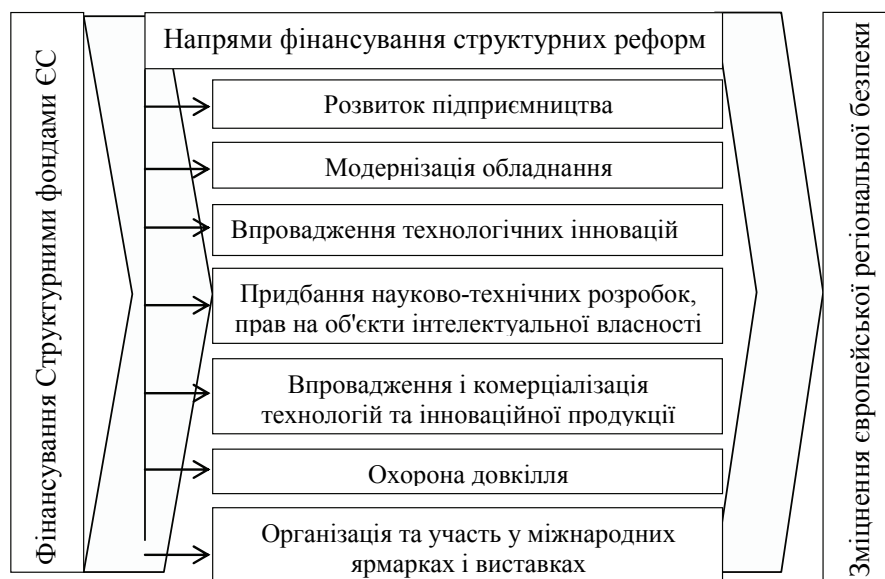 Фінансування Структурними фондами ЄС
Напрями фінансування структурних реформ
Розвиток підприємництва
Модернізація обладнання
Впровадження технологічних інновацій
Придбання науково-технічних розробок,
прав на об'єкти інтелектуальної власності
Впровадження і комерціалізація
технологій та інноваційної продукції
Охорона довкілля
Організація та участь у міжнародних
ярмарках і виставках
Зміцнення європейської регіональної безпеки